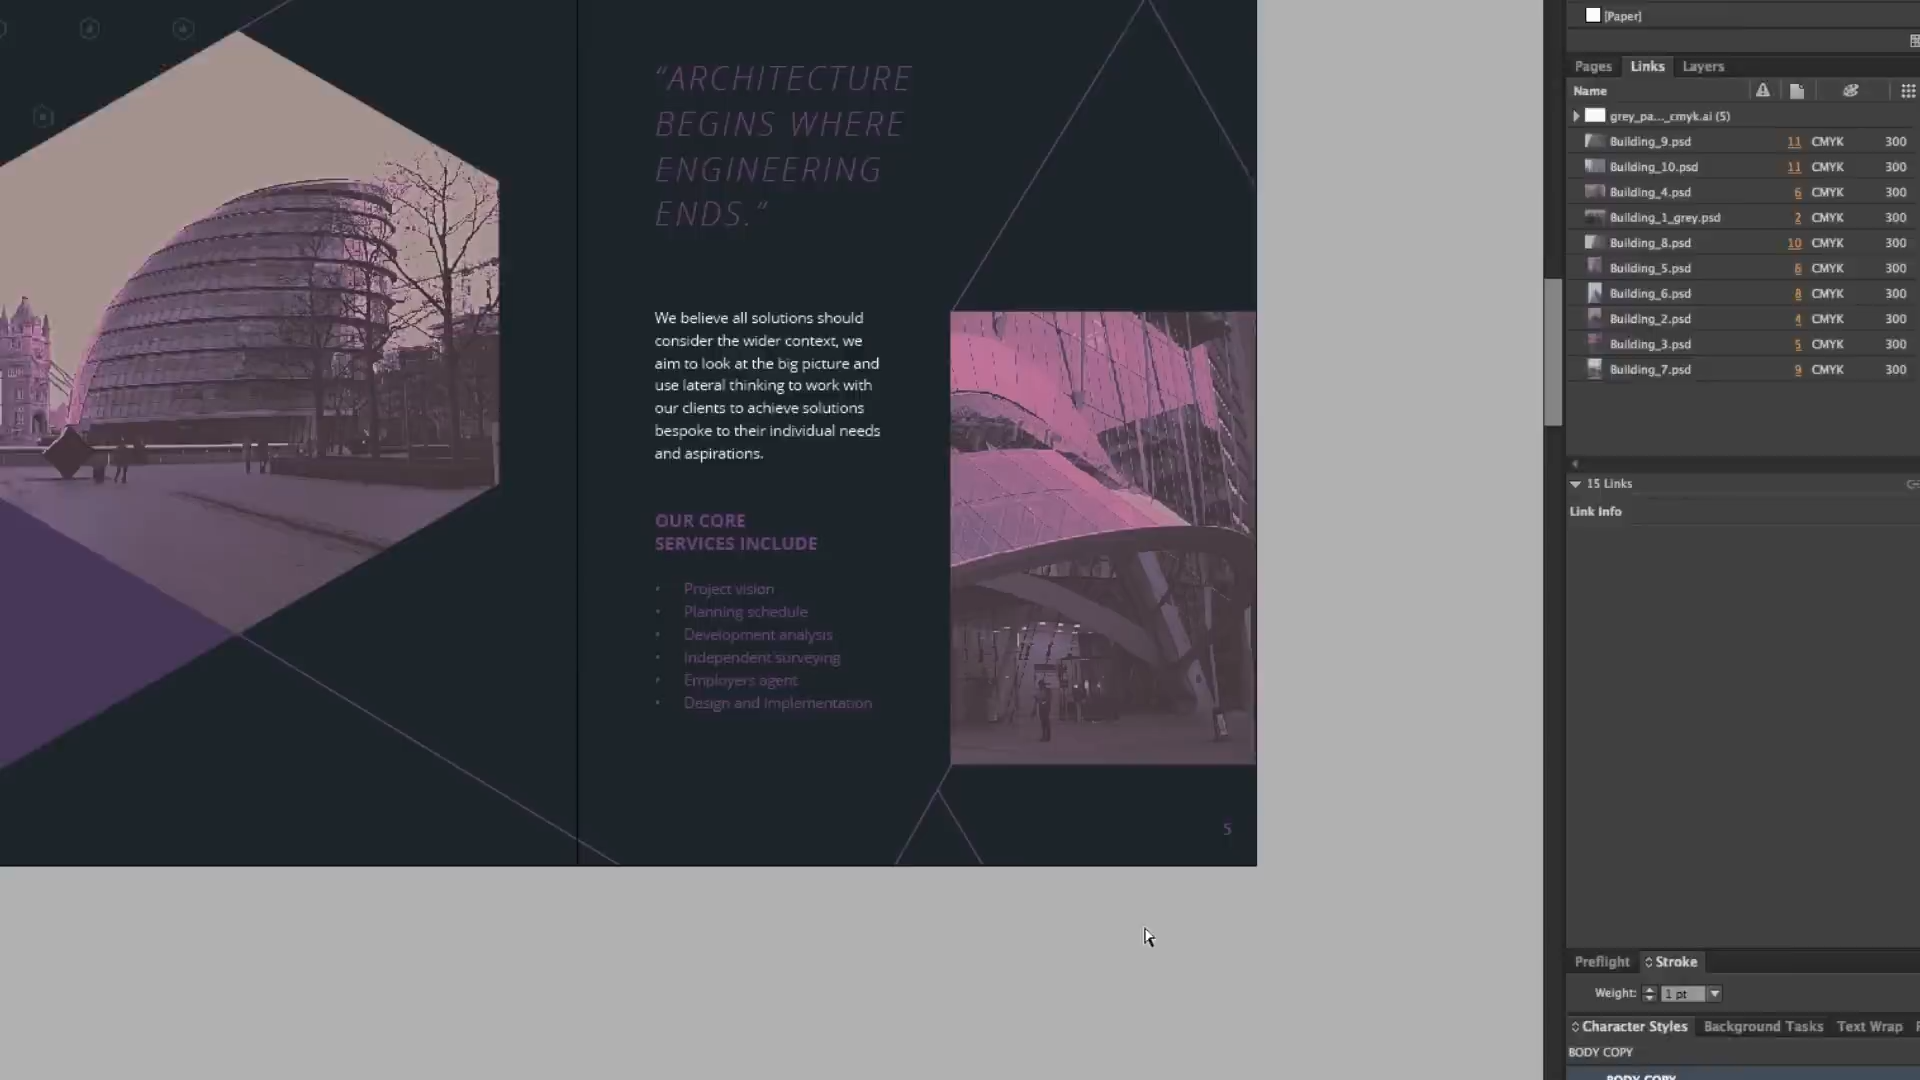 “ARCHITECTURE
BEGINS WHERE
ENGINEERING
ENDS.”
We believe all solutions should
consider the wider context, we
aim to look at the big picture and
use lateral thinking to work with
our clients to achieve solutions
bespoke to their individual needs
and aspirations.
OUR CORE
SERVICES INCLUDE
• Project vision
• Planning schedule
• Development analysis
• Independent surveying
• Employers agent
• Design and implementation
5
[Paper]
Pages Links Layers
Name
grey_pa..._cmyk.ai (5)
Building_9.psd 11 CMYK 300
Building_10.psd 11 CMYK 300
Building_4.psd 6 CMYK 300
Building_1_grey.psd 2 CMYK 300
Building_8.psd 10 CMYK 300
Building_5.psd 6 CMYK 300
Building_6.psd 8 CMYK 300
Building_2.psd 4 CMYK 300
Building_3.psd 5 CMYK 300
Building_7.psd 9 CMYK 300
15 Links
Link Info
Preflight Stroke
Weight: 1 pt
Character Styles Background Tasks Text Wrap
BODY COPY
BODY COPY